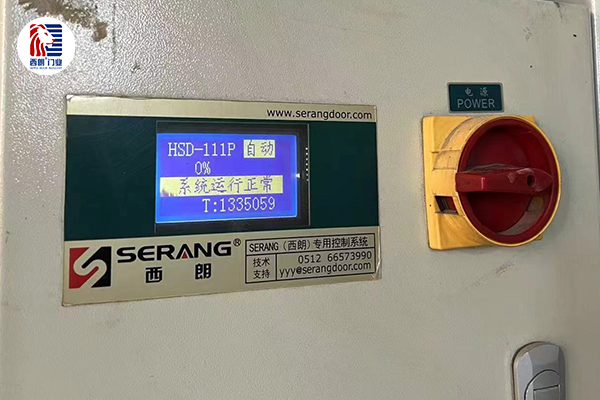 西朗门业
www.serangdoor.com
电源
POWER
HSD-111P 自动
0%
系统运行正常
T:1335059
SERANG®
西朗
SERANG(西朗)专用控制系统
技术支持
0512 66573990
yyy@serangdoor.com